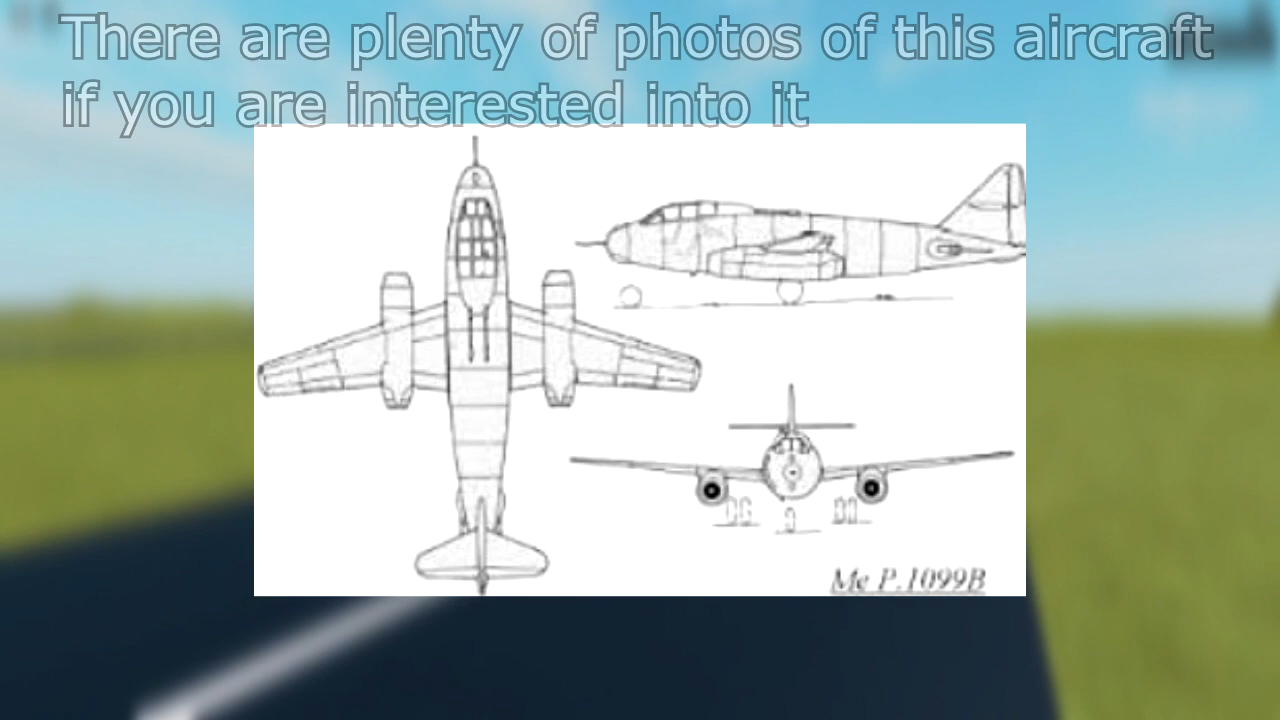 There are plenty of photos of this aircraft
if you are interested into it
Me P.1099B